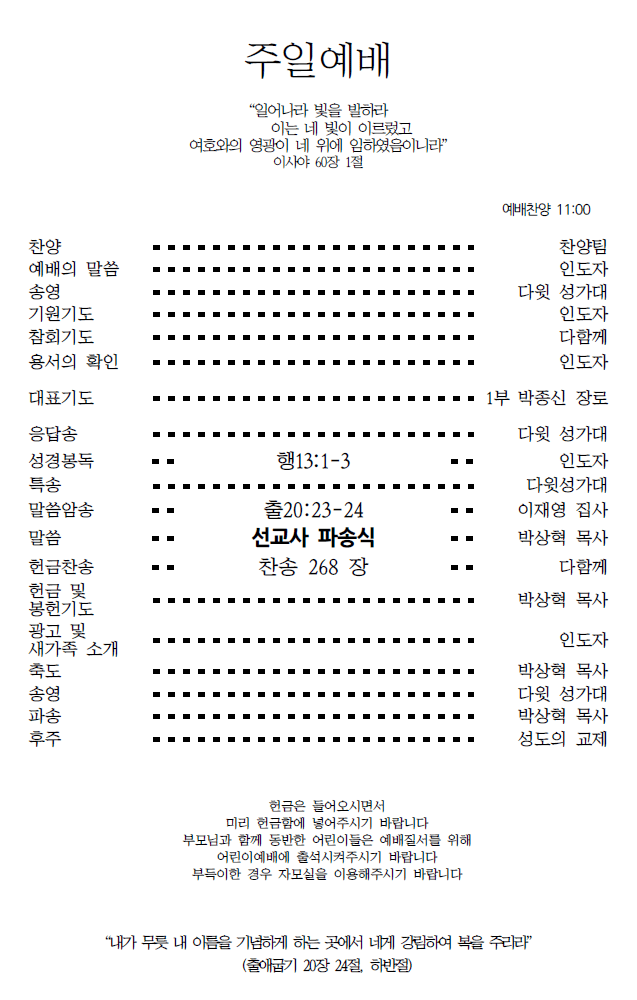 주일예배
“일어나라 빛을 발하라
이는 네 빛이 이르렀고
여호와의 영광이 네 위에 임하였음이니라”
이사야 60장 1절
예배찬양 11:00
찬양 찬양팀
예배의 말씀 인도자
송영 다윗 성가대
기원기도 인도자
참회기도 다함께
용서의 확인 인도자
대표기도 1부 박종신 장로
응답송 다윗 성가대
성경봉독 행13:1-3 인도자
특송 다윗성가대
말씀암송 출20:23-24 이재영 집사
말씀 선교사 파송식 박상혁 목사
헌금찬송 찬송 268 장 다함께
헌금 및
봉헌기도 박상혁 목사
광고 및
새가족 소개 인도자
축도 박상혁 목사
송영 다윗 성가대
파송 박상혁 목사
후주 성도의 교제
헌금은 들어오시면서
미리 헌금함에 넣어주시기 바랍니다
부모님과 함께 동반한 어린이들은 예배질서를 위해
어린이예배에 출석시켜주시기 바랍니다
부득이한 경우 자모실을 이용해주시기 바랍니다
“내가 무릇 내 이름을 기념하게 하는 곳에서 네게 강림하여 복을 주리라”
(출애굽기 20장 24절, 하반절)